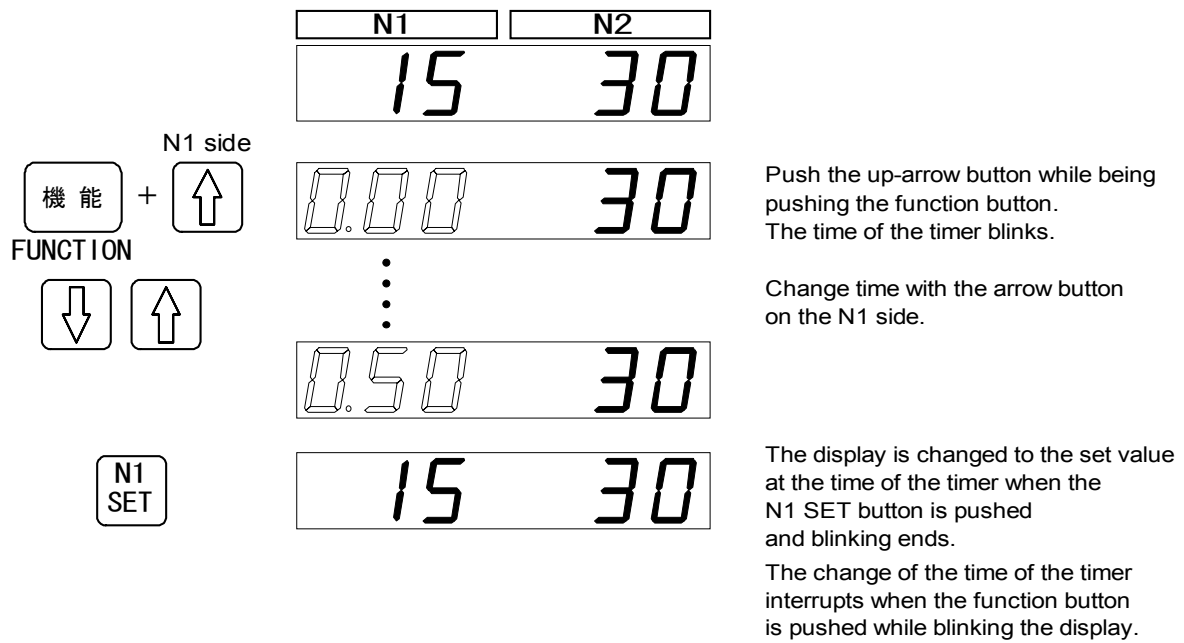 N1 N2
15 30
N1 side
機 能 + 0.00 30
FUNCTION
Push the up-arrow button while being
pushing the function button.
The time of the timer blinks.
Change time with the arrow button
on the N1 side.
0.50 30
N1
SET
15 30
The display is changed to the set value
at the time of the timer when the
N1 SET button is pushed
and blinking ends.
The change of the time of the timer
interrupts when the function button
is pushed while blinking the display.